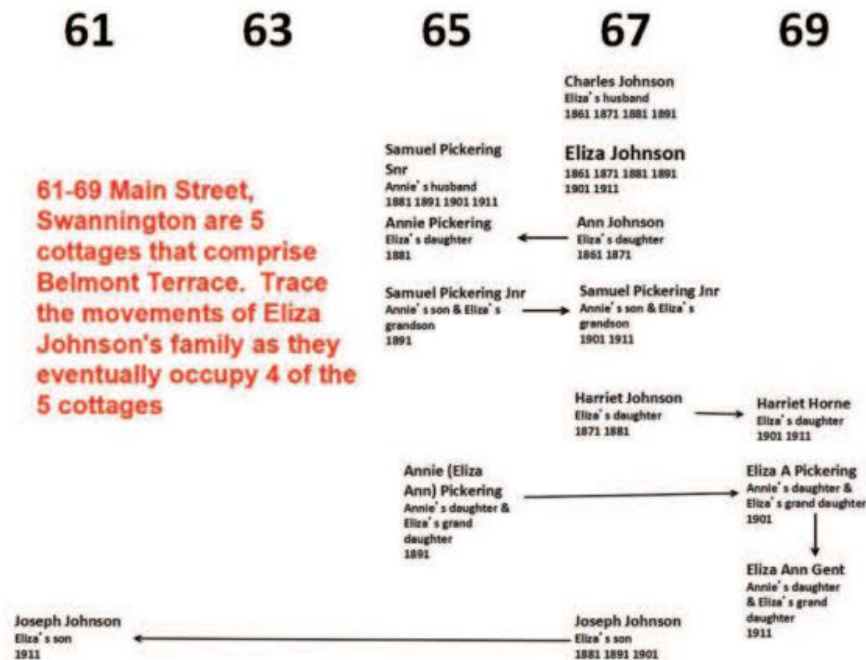 61 63 65 67 69
Charles Johnson
Eliza's husband
1861 1871 1881 1891
Samuel Pickering
Snr
Annie's husband
1881 1891 1901 1911
Eliza Johnson
1861 1871 1881 1891
1901 1911
61-69 Main Street,
Swannington are 5
cottages that comprise
Belmont Terrace. Trace
the movements of Eliza
Johnson's family as they
eventually occupy 4 of the
5 cottages
Annie Pickering
Eliza's daughter
1881
Ann Johnson
Eliza's daughter
1861 1871
Samuel Pickering Jnr
Annie's son & Eliza's
grandson
1891
Samuel Pickering Jnr
Annie's son & Eliza's
grandson
1901 1911
Harriet Johnson
Eliza's daughter
1871 1881
Harriet Horne
Eliza's daughter
1901 1911
Annie (Eliza
Ann) Pickering
Annie's daughter &
Eliza's grand
daughter
1891
Eliza A Pickering
Annie's daughter &
Eliza's grand daughter
1901
Eliza Ann Gent
Annie's daughter
& Eliza's grand
daughter
1911
Joseph Johnson
Eliza's son
1911
Joseph Johnson
Eliza's son
1881 1891 1901